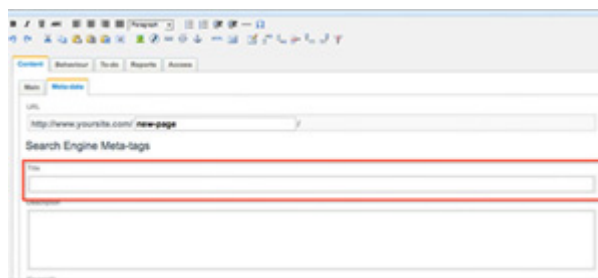 Paragraph
Content Behaviour To-do Reports Access
Main Meta-data
URL
http://www.yoursite.com/ new-page /
Search Engine Meta-tags
Title
Description